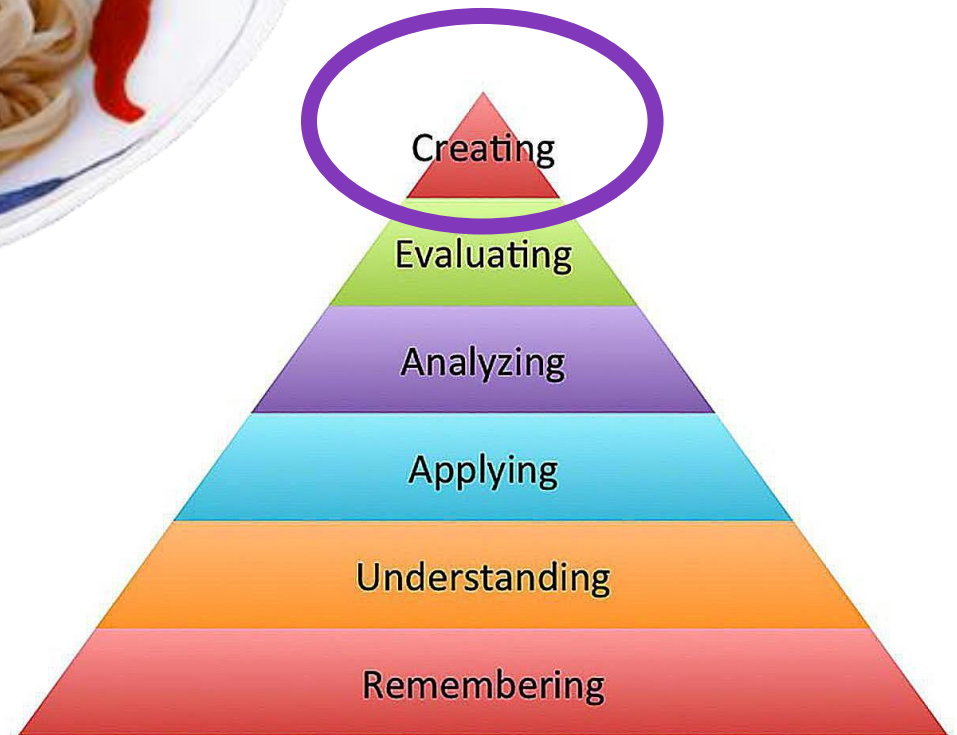 Creating
Evaluating
Analyzing
Applying
Understanding
Remembering